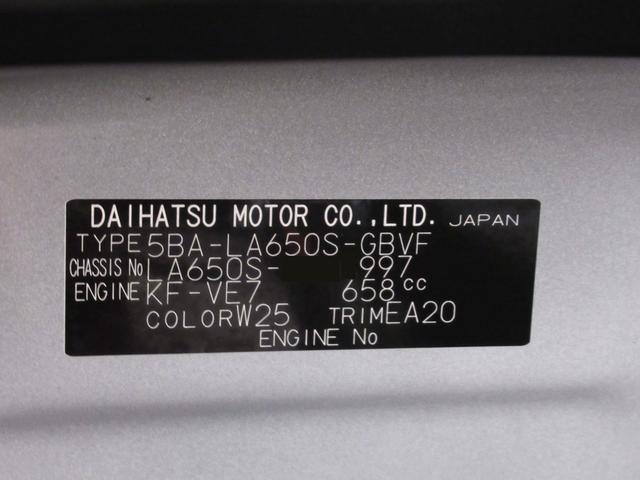 DAIHATSU MOTOR CO.,LTD. JAPAN
TYPE 5BA-LA650S-GBVF
CHASSIS No LA650S- 997
ENGINE KF-VE7 658cc
COLOR W25 TRIM EA20
ENGINE No